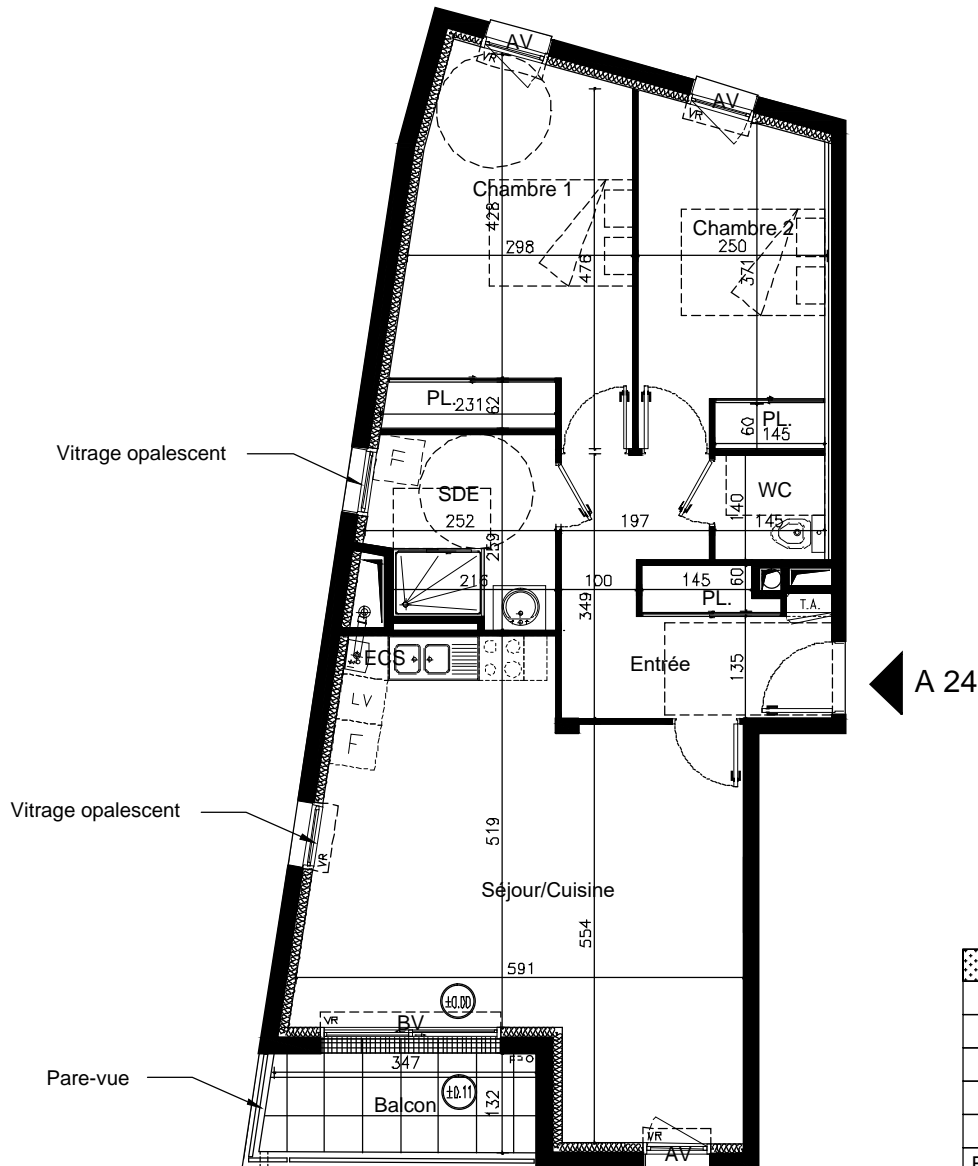 AV
VR
AV
VR
Chambre 1
428
Chambre 2
298
476
250
371
PL.
231
62
PL.
60
145
Vitrage opalescent
F
SDE
WC
140
252
259
197
145
216
100
145
60
349
PL.
T.A.
ECS
Entrée
135
A 24
LV
F
Vitrage opalescent
VR
519
Séjour/Cuisine
554
591
±0.00
VR
BV
347
Pare-vue
±0.11
132
Balcon
VR
AV